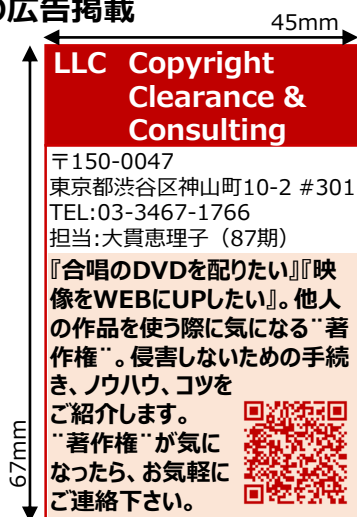 広告掲載
45mm
LLC Copyright
Clearance &
Consulting
〒150-0047
東京都渋谷区神山町10-2 #301
TEL:03-3467-1766
担当:大貫恵理子（87期）
『合唱のDVDを配りたい』『映
像をWEBにUPしたい』。他人
の作品を使う際に気になる¨著
作権¨。侵害しないための手続
き、ノウハウ、コツを
ご紹介します。
¨著作権¨が気に
なったら、お気軽に
ご連絡下さい。
67mm